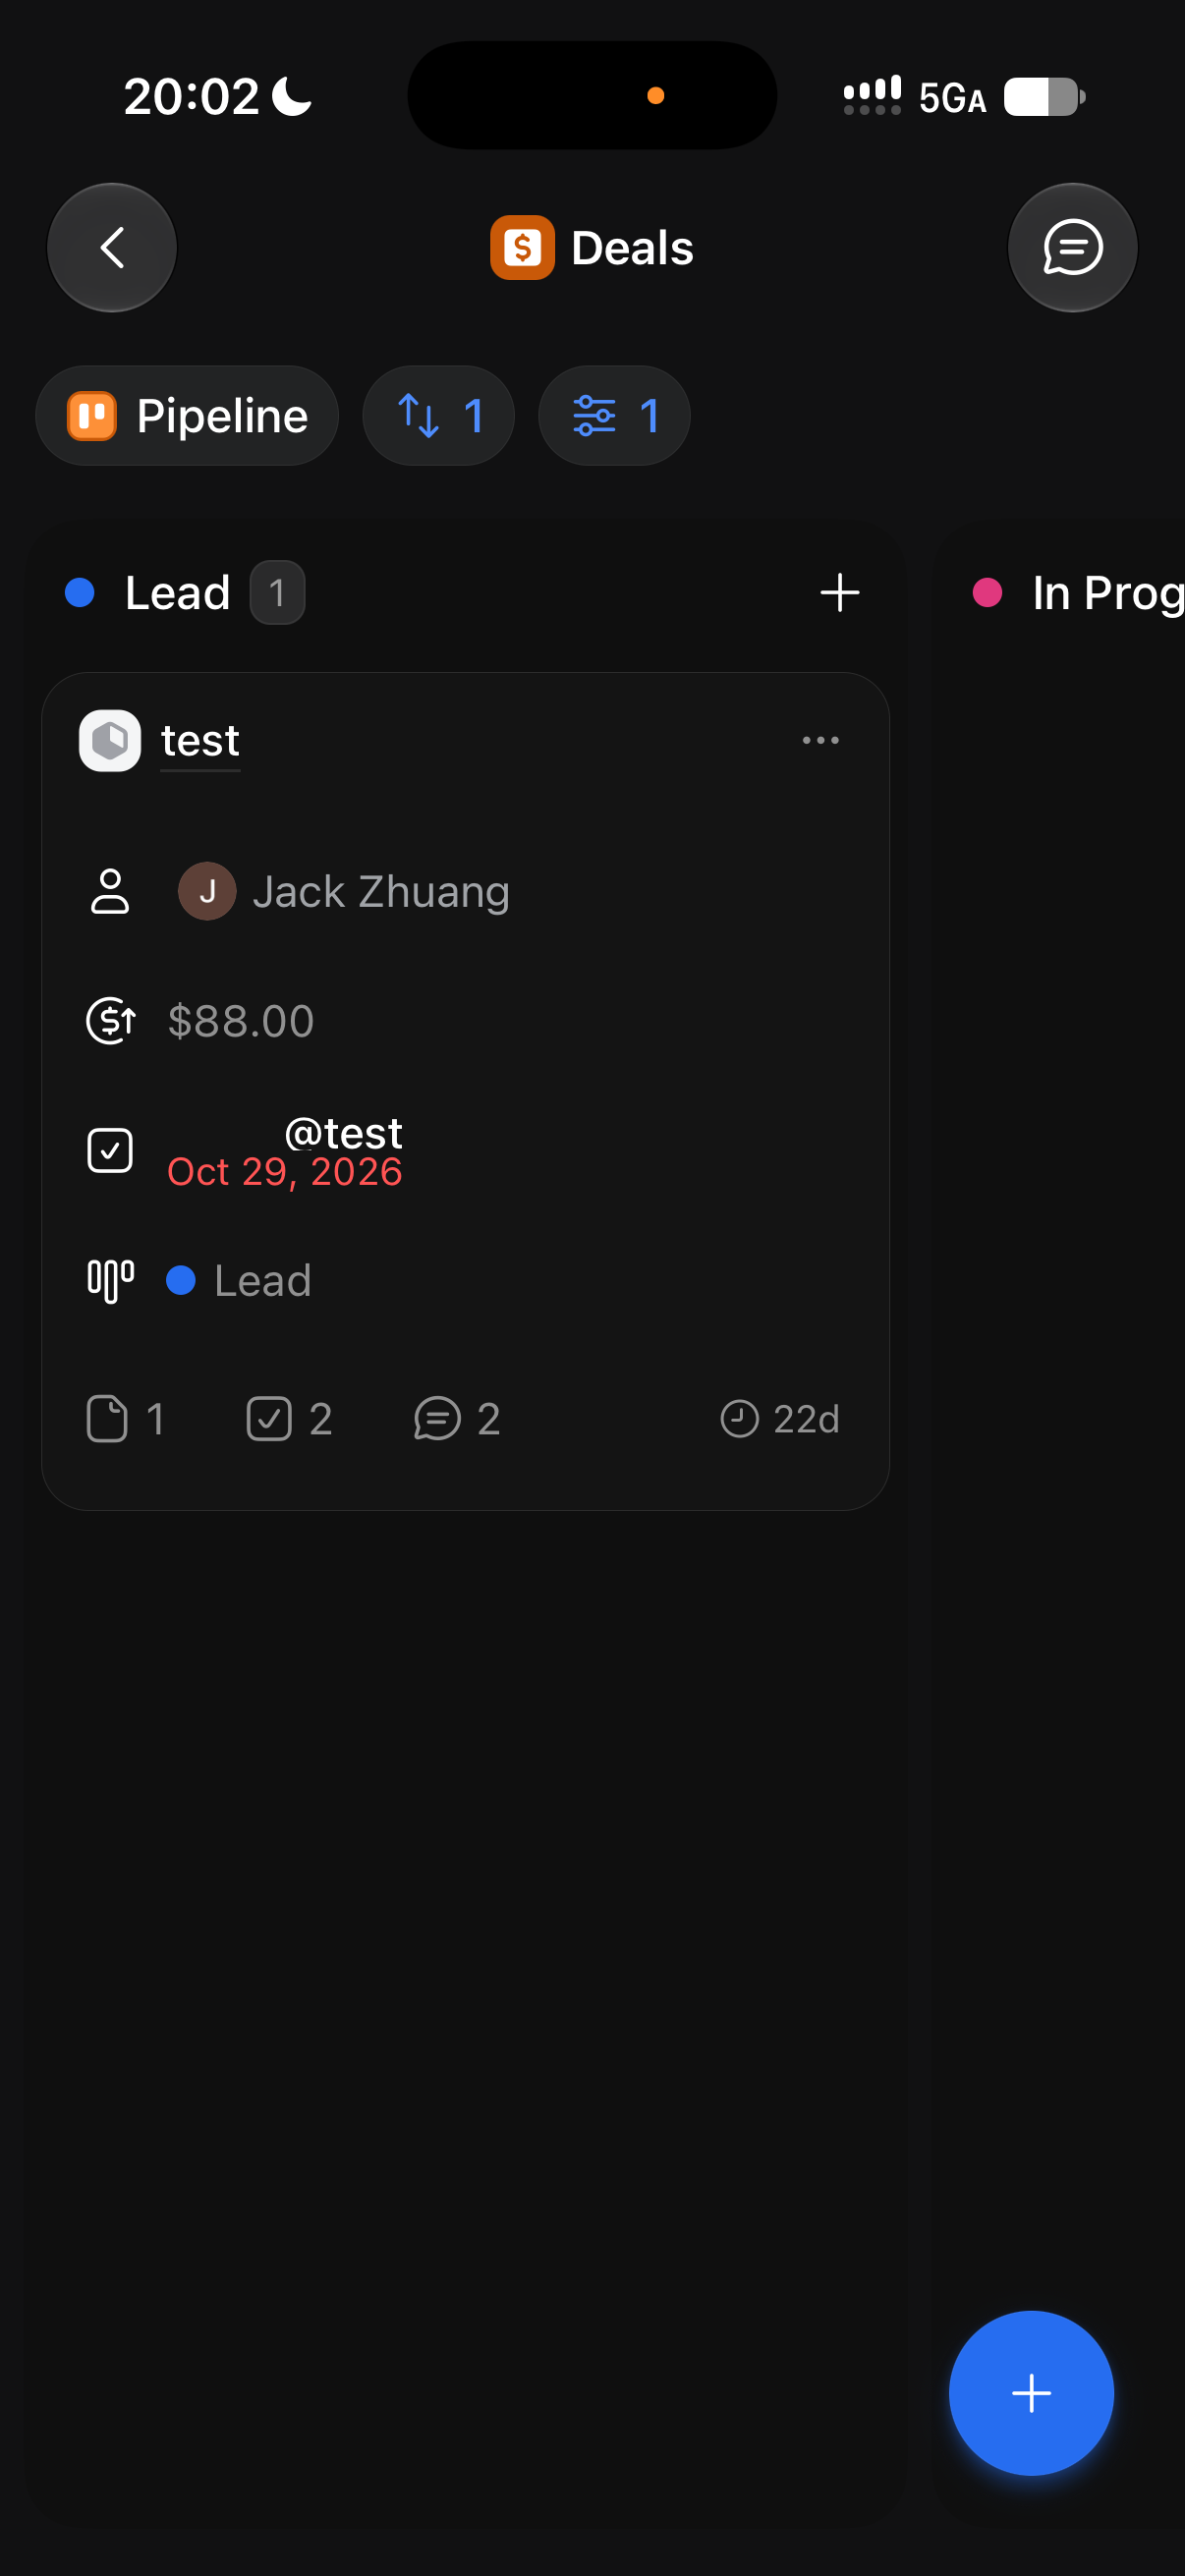 20:02
5GA
Deals
Pipeline
1
1
Lead 1
In Prog
test
J Jack Zhuang
$88.00
@test
Oct 29, 2026
Lead
1 2 2 22d